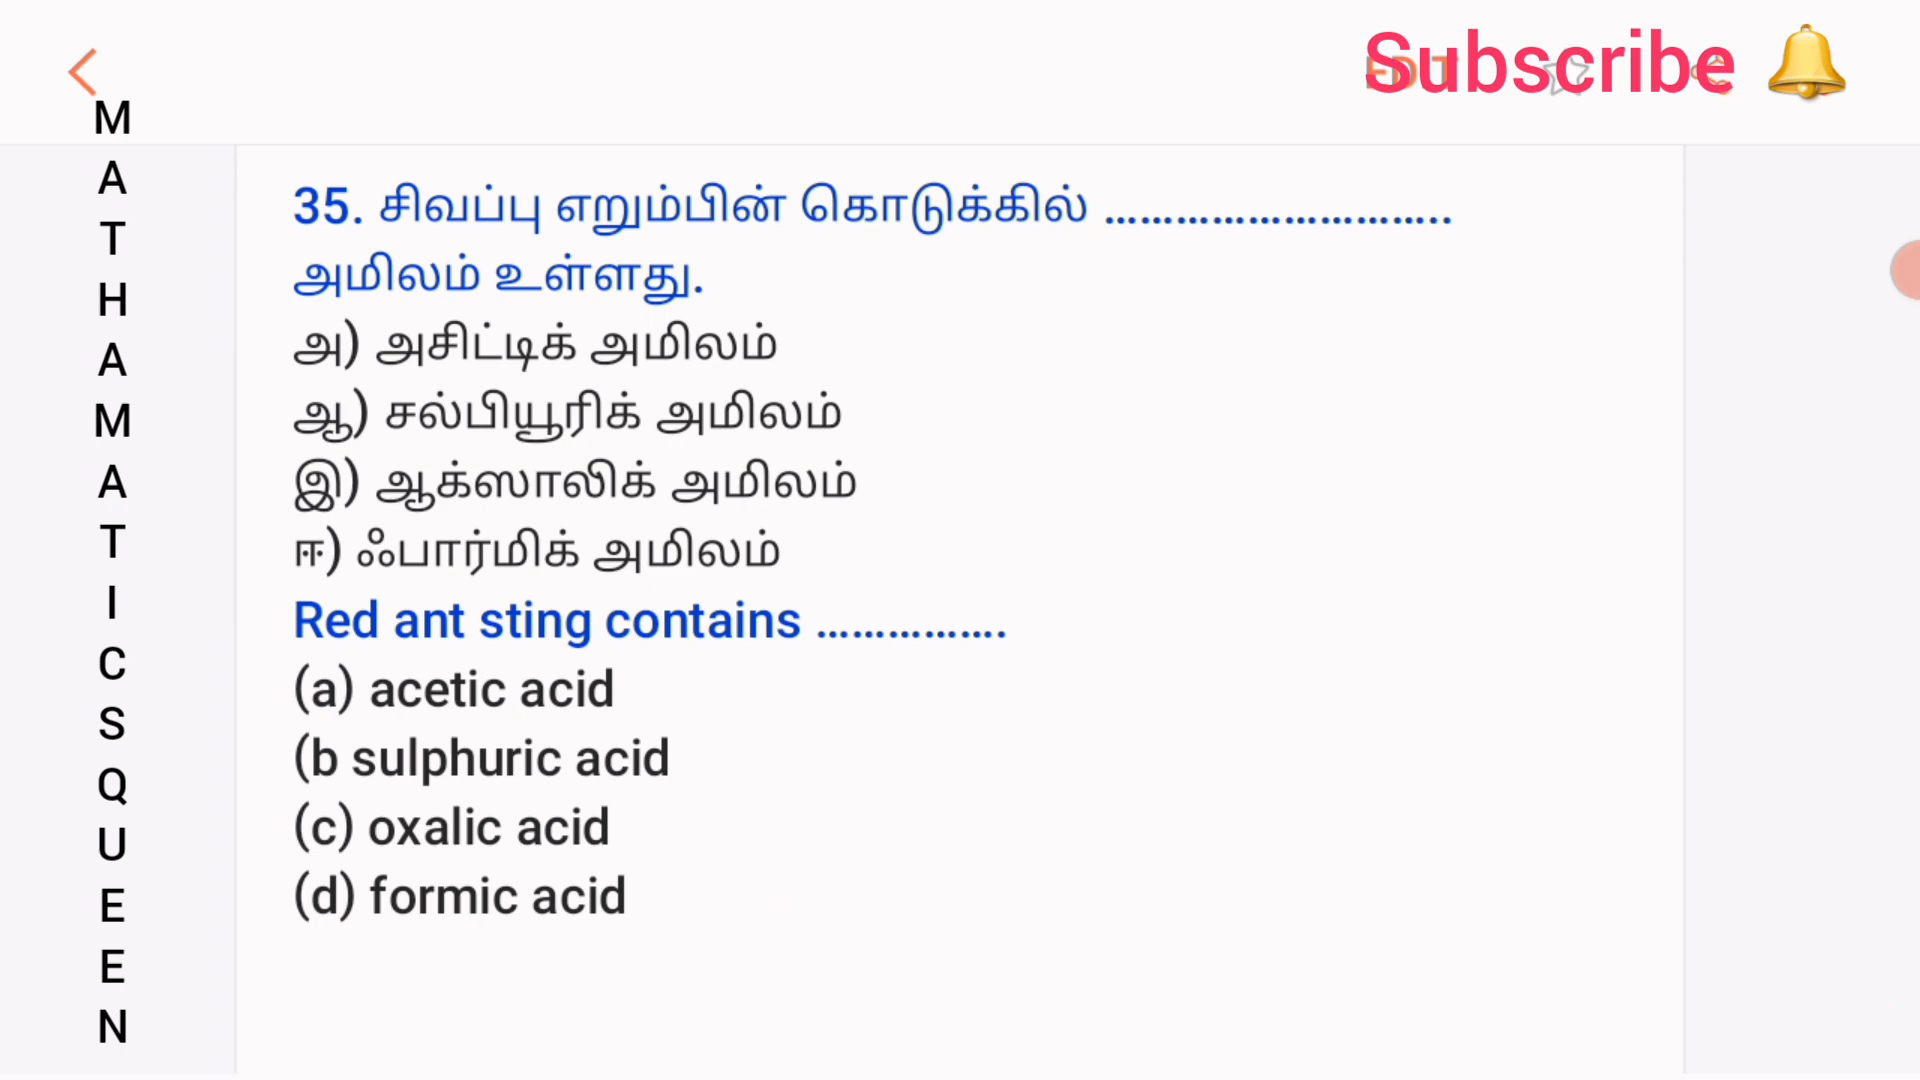 Subscribe 🔔
MATHAMATICSQUEEN
35. சிவப்பு எறும்பின் கொடுக்கில் ................................
அமிலம் உள்ளது.
அ) அசிட்டிக் அமிலம்
ஆ) சல்பியூரிக் அமிலம்
இ) ஆக்ஸாலிக் அமிலம்
ஈ) ஃபார்மிக் அமிலம்
Red ant sting contains ................
(a) acetic acid
(b sulphuric acid
(c) oxalic acid
(d) formic acid